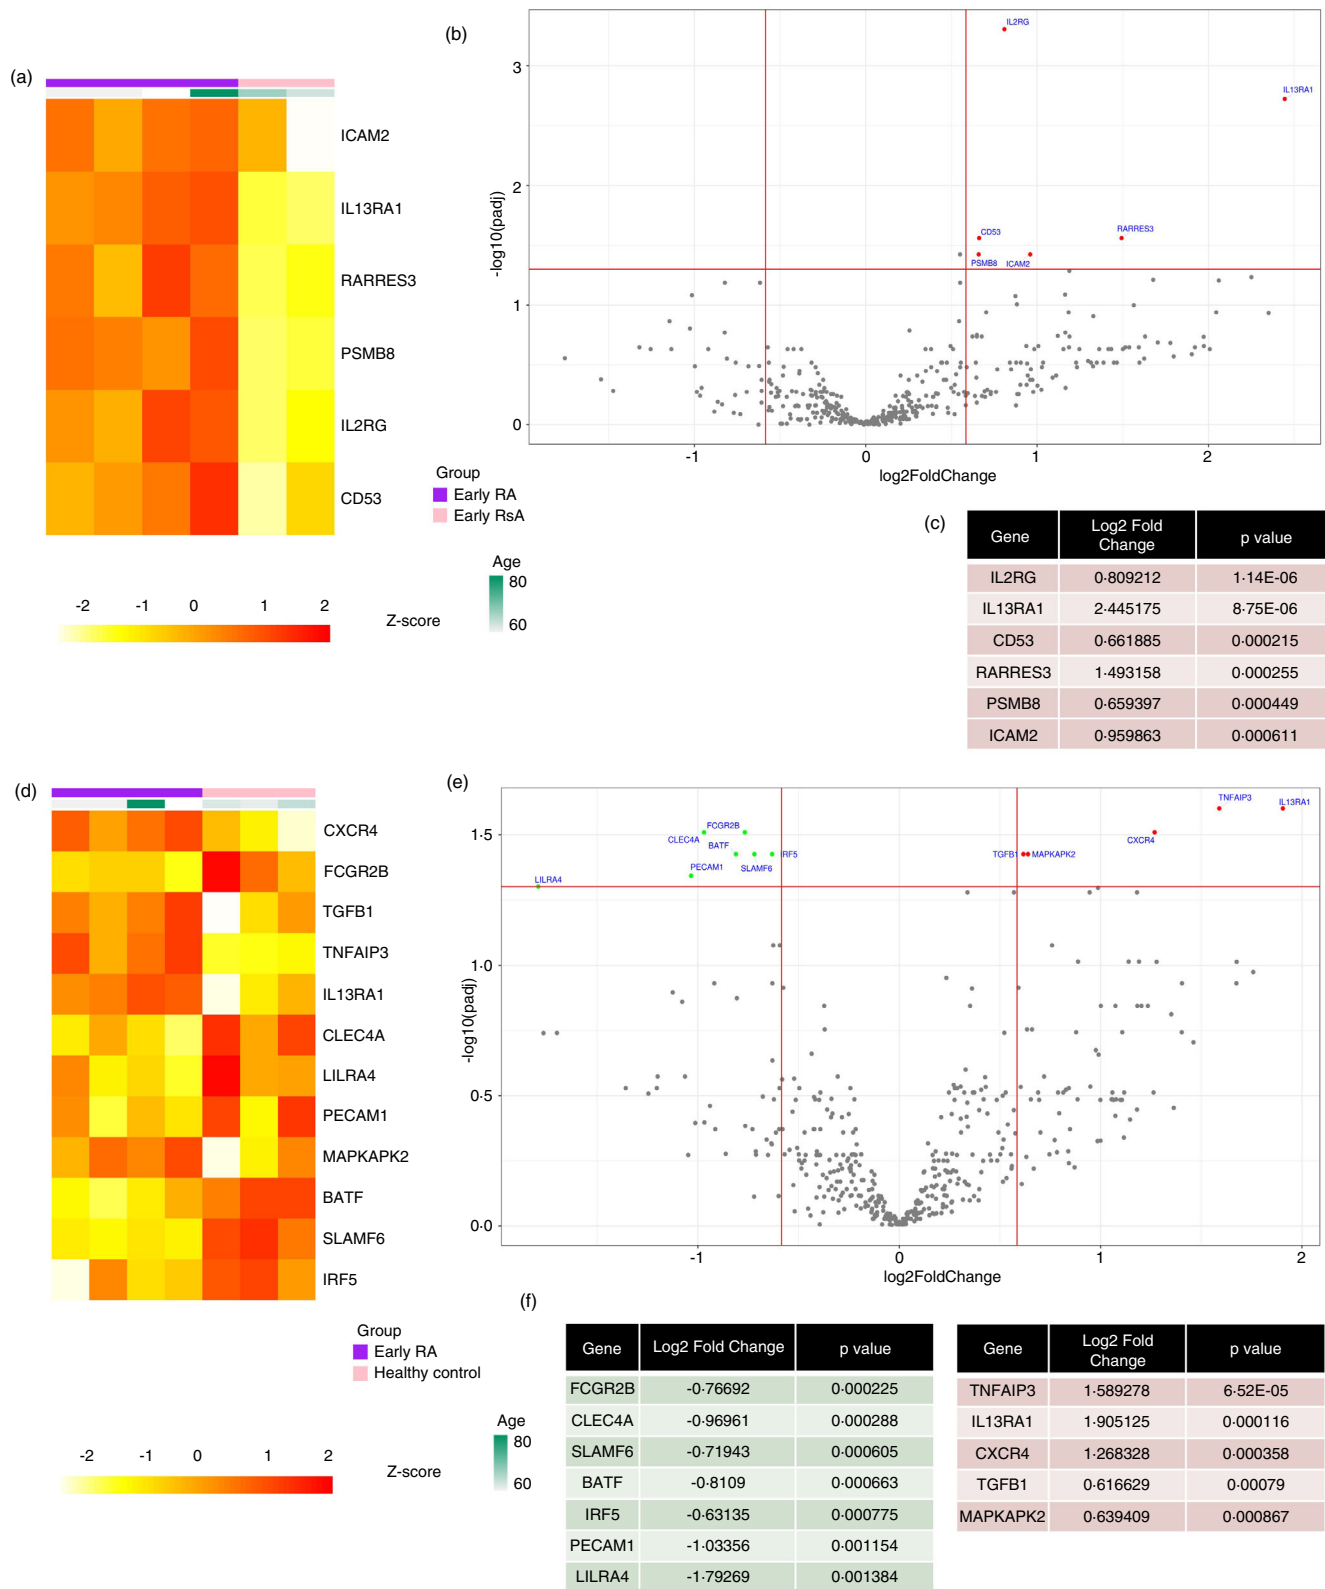 (a)
ICAM2
IL13RA1
RARRES3
PSMB8
IL2RG
CD53
Group
Early RA
Early RsA
Age
80
60
-2 -1 0 1 2
Z-score
(b)
IL2RG
IL13RA1
CD53
RARRES3
PSMB8
ICAM2
3
2
1
0
-log10(padj)
-1 0 1 2
log2FoldChange
(c)
Gene Log2 Fold Change p value
IL2RG 0·809212 1·14E-06
IL13RA1 2·445175 8·75E-06
CD53 0·661885 0·000215
RARRES3 1·493158 0·000255
PSMB8 0·659397 0·000449
ICAM2 0·959863 0·000611
(d)
CXCR4
FCGR2B
TGFB1
TNFAIP3
IL13RA1
CLEC4A
LILRA4
PECAM1
MAPKAPK2
BATF
SLAMF6
IRF5
Group
Early RA
Healthy control
Age
80
60
-2 -1 0 1 2
Z-score
(e)
TNFAIP3
IL13RA1
FCGR2B
CLEC4A
CXCR4
BATF
IRF5
TGFB1
MAPKAPK2
PECAM1
SLAMF6
LILRA4
1·5
1·0
0·5
0·0
-log10(padj)
-1 0 1 2
log2FoldChange
(f)
Gene Log2 Fold Change p value
FCGR2B -0·76692 0·000225
CLEC4A -0·96961 0·000288
SLAMF6 -0·71943 0·000605
BATF -0·8109 0·000663
IRF5 -0·63135 0·000775
PECAM1 -1·03356 0·001154
LILRA4 -1·79269 0·001384
Gene Log2 Fold Change p value
TNFAIP3 1·589278 6·52E-05
IL13RA1 1·905125 0·000116
CXCR4 1·268328 0·000358
TGFB1 0·616629 0·00079
MAPKAPK2 0·639409 0·000867